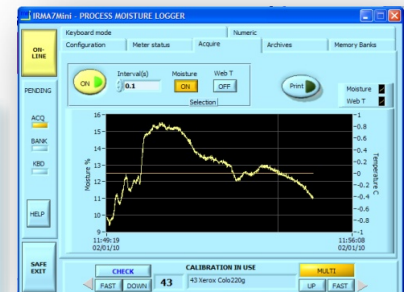 IRMA7Mini - PROCESS MOISTURE LOGGER
Keyboard mode Numeric
Configuration Meter status Acquire Archives Memory Banks
ON-
LINE
PENDING
ACQ
BANK
KBD
HELP
SAFE
EXIT
ON
Interval(s)
0.1
Moisture
ON
Web T
OFF
Selection
Print
Moisture
Web T
Moisture %
16
15
14
13
12
11
10
9
1
0.8
0.6
0.4
0.2
0
-0.2
-0.4
-0.6
-0.8
-1
Temperature C
11:49:19
02/01/10
11:56:08
02/01/10
CHECK
CALIBRATION IN USE
MULTI
FAST DOWN
43
43 Xerox Colo220g
UP FAST